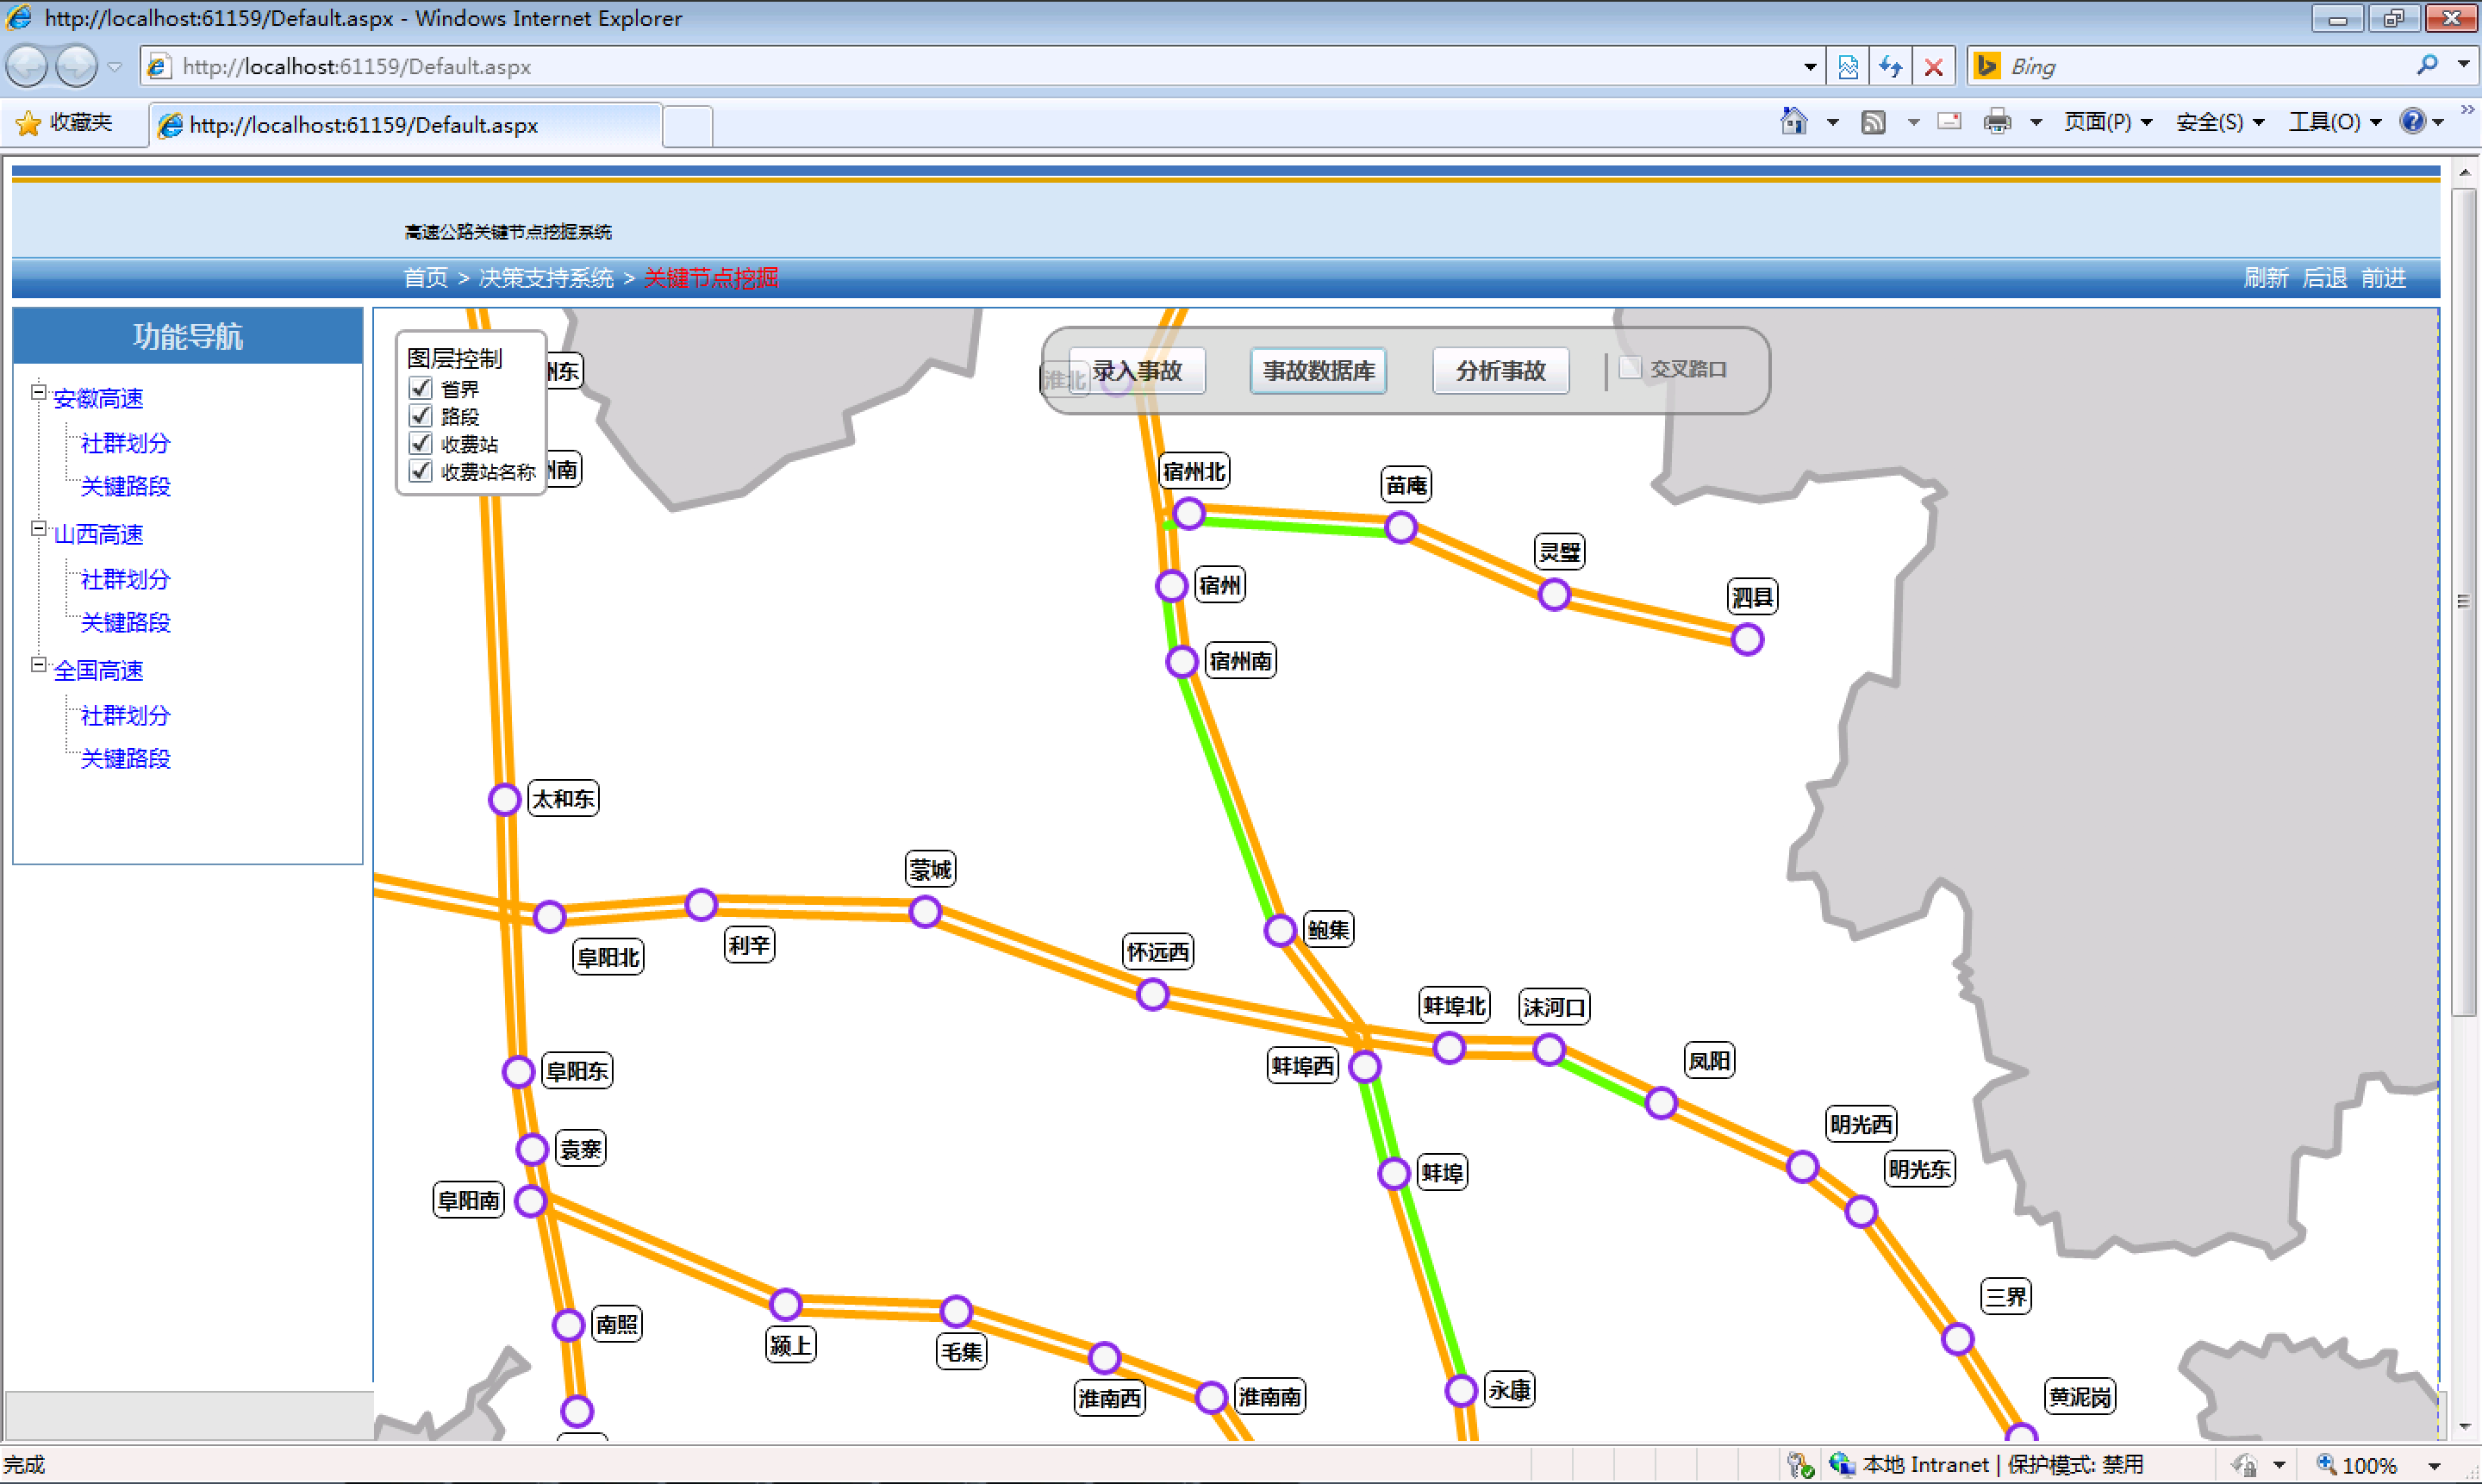 http://localhost:61159/Default.aspx - Windows Internet Explorer
http://localhost:61159/Default.aspx
Bing
收藏夹
http://localhost:61159/Default.aspx
页面(P)
安全(S)
工具(O)
高速公路关键节点挖掘系统
首页 > 决策支持系统 > 关键节点挖掘
刷新 后退 前进
功能导航
安徽高速
社群划分
关键路段
山西高速
社群划分
关键路段
全国高速
社群划分
关键路段
图层控制
省界
路段
收费站
收费站名称
州东
州南
淮北
录入事故
事故数据库
分析事故
交叉路口
宿州北
苗庵
灵璧
泗县
宿州
宿州南
太和东
蒙城
阜阳北
利辛
怀远西
鲍集
蚌埠北
沫河口
蚌埠西
凤阳
阜阳东
明光西
袁寨
明光东
蚌埠
阜阳南
三界
南照
颍上
毛集
淮南西
淮南南
永康
黄泥岗
完成
本地 Intranet | 保护模式: 禁用
100%